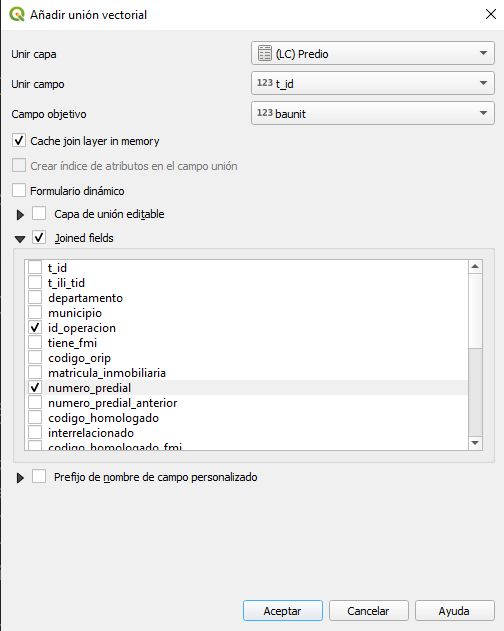 Añadir unión vectorial
Unir capa
(LC) Predio
Unir campo
123 t_id
Campo objetivo
123 baunit
Cache join layer in memory
Crear índice de atributos en el campo unión
Formulario dinámico
Capa de unión editable
Joined fields
t_id
t_ili_tid
departamento
municipio
id_operacion
tiene_fmi
codigo_orip
matricula_inmobiliaria
numero_predial
numero_predial_anterior
codigo_homologado
interrelacionado
codigo_homologado_fmi
Prefijo de nombre de campo personalizado
Aceptar
Cancelar
Ayuda